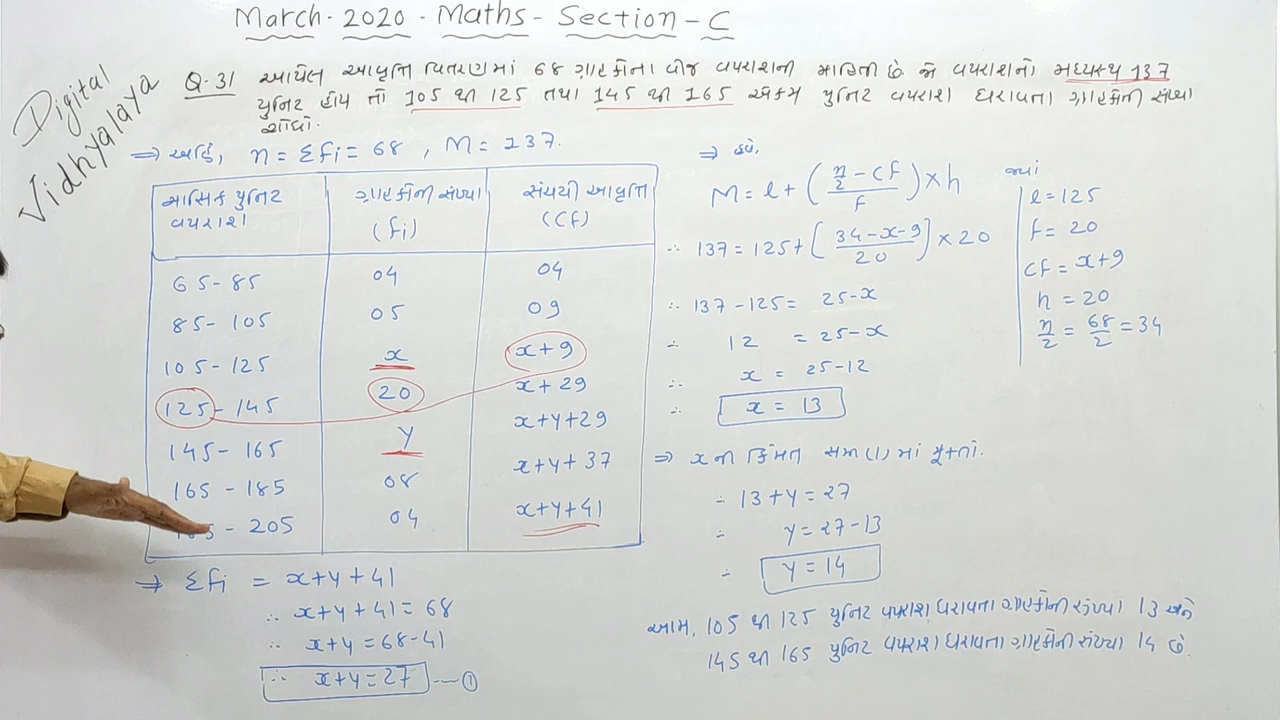 March - 2020 - Maths - Section - C
Digital
Vidhyalaya
Q-31 આપેલ આવૃત્તિ વિતરણમાં 68 ગ્રાહકોના વીજ વપરાશની માહિતી છે જો વપરાશનો મધ્યસ્થ 137
યુનિટ હોય તો 105 થી 125 તથા 145 થી 165 યુનિટ વપરાશ ધરાવતા ગ્રાહકોની સંખ્યા
શોધો.
⇒ અહીં, n = Σfi = 68 , M = 137.
માસિક યુનિટ વપરાશ | ગ્રાહકોની સંખ્યા (fi) | સંચયી આવૃત્તિ (cf)
65-85 04 04
85-105 05 09
105-125 x x+9
125-145 20 x+29
145-165 y x+y+29
165-185 08 x+y+37
5 - 205 04 x+y+41
⇒ Σfi = x+y+41
∴ x+y+41=68
∴ x+y=68-41
∴ x+y=27 —①
⇒ હવે,
M = l + ( (n/2 - cf)/f ) × h
∴ 137 = 125 + [ (34-x-9)/20 ] × 20
∴ 137-125 = 25-x
∴ 12 = 25-x
∴ x = 25-12
∴ x = 13
જ્યાં
l = 125
f = 20
cf = x+9
h = 20
n/2 = 68/2 = 34
⇒ x ની કિંમત સમી (1) માં મૂકતાં.
∴ 13+y=27
∴ y=27-13
∴ y=14
આમ, 105 થી 125 યુનિટ વપરાશ ધરાવતા ગ્રાહકોની સંખ્યા 13 અને
145 થી 165 યુનિટ વપરાશ ધરાવતા ગ્રાહકોની સંખ્યા 14 છે.